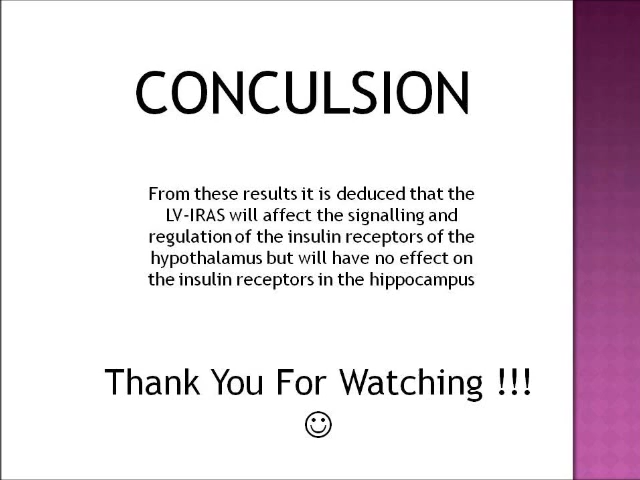 CONCULSION
From these results it is deduced that the
LV-IRAS will affect the signalling and
regulation of the insulin receptors of the
hypothalamus but will have no effect on
the insulin receptors in the hippocampus
Thank You For Watching !!!
☺